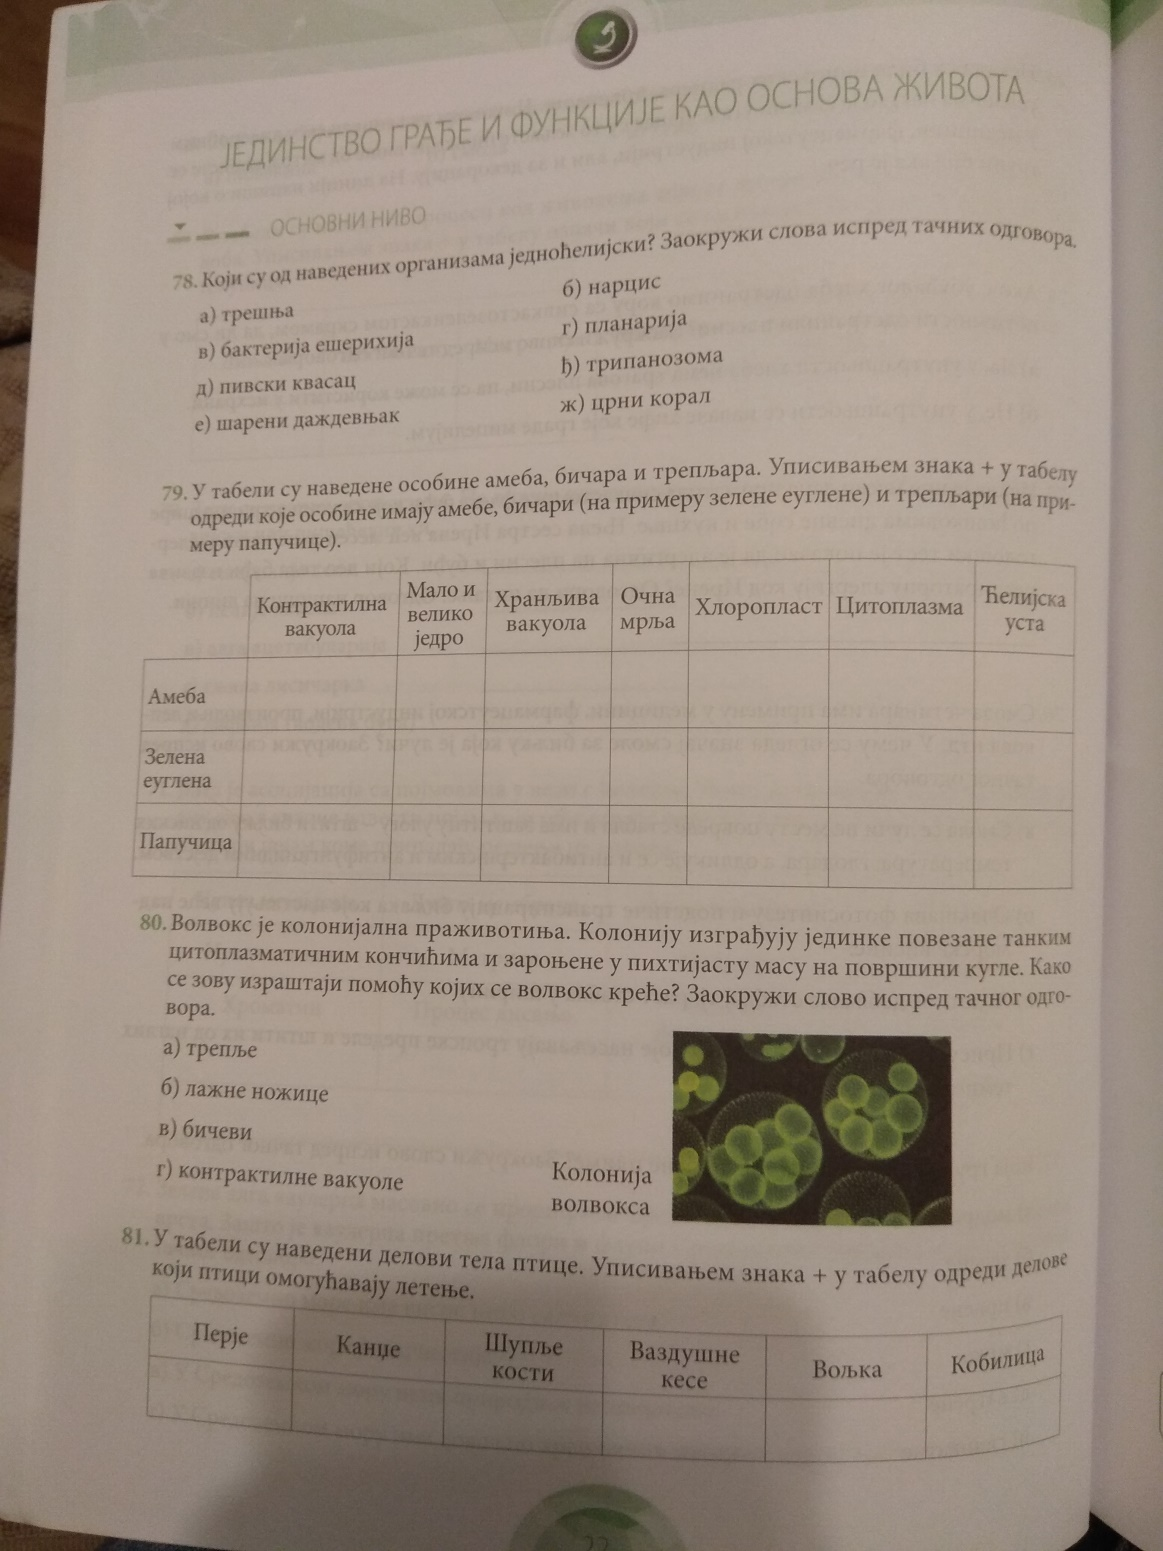 ЈЕДИНСТВО ГРАЂЕ И ФУНКЦИЈЕ КАО ОСНОВА ЖИВОТА
ОСНОВНИ НИВО
78. Који су од наведених организама једноћелијски? Заокружи слова испред тачних одговора.
а) трешња
б) нарцис
в) бактерија ешерихија
г) планарија
д) пивски квасац
ђ) трипанозома
е) шарени даждевњак
ж) црни корал
79. У табели су наведене особине амеба, бичара и трепљара. Уписивањем знака + у табелу
одреди које особине имају амебе, бичари (на примеру зелене еуглене) и трепљари (на при-
меру папучице).
Контрактилна
вакуола
Мало и
велико
једро
Хранљива
вакуола
Очна
мрља
Хлоропласт
Цитоплазма
Ћелијска
уста
Амеба
Зелена
еуглена
Папучица
80. Волвокс је колонијална праживотиња. Колонију изграђују јединке повезане танким
цитоплазматичним кончићима и зароњене у пихтијасту масу на површини кугле. Како
се зову израштаји помоћу којих се волвокс креће? Заокружи слово испред тачног одго-
вора.
а) трепље
б) лажне ножице
в) бичеви
г) контрактилне вакуоле
Колонија
волвокса
81. У табели су наведени делови тела птице. Уписивањем знака + у табелу одреди делове
који птици омогућавају летење.
Перје
Канџе
Шупље
кости
Ваздушне
кесе
Вољка
Кобилица